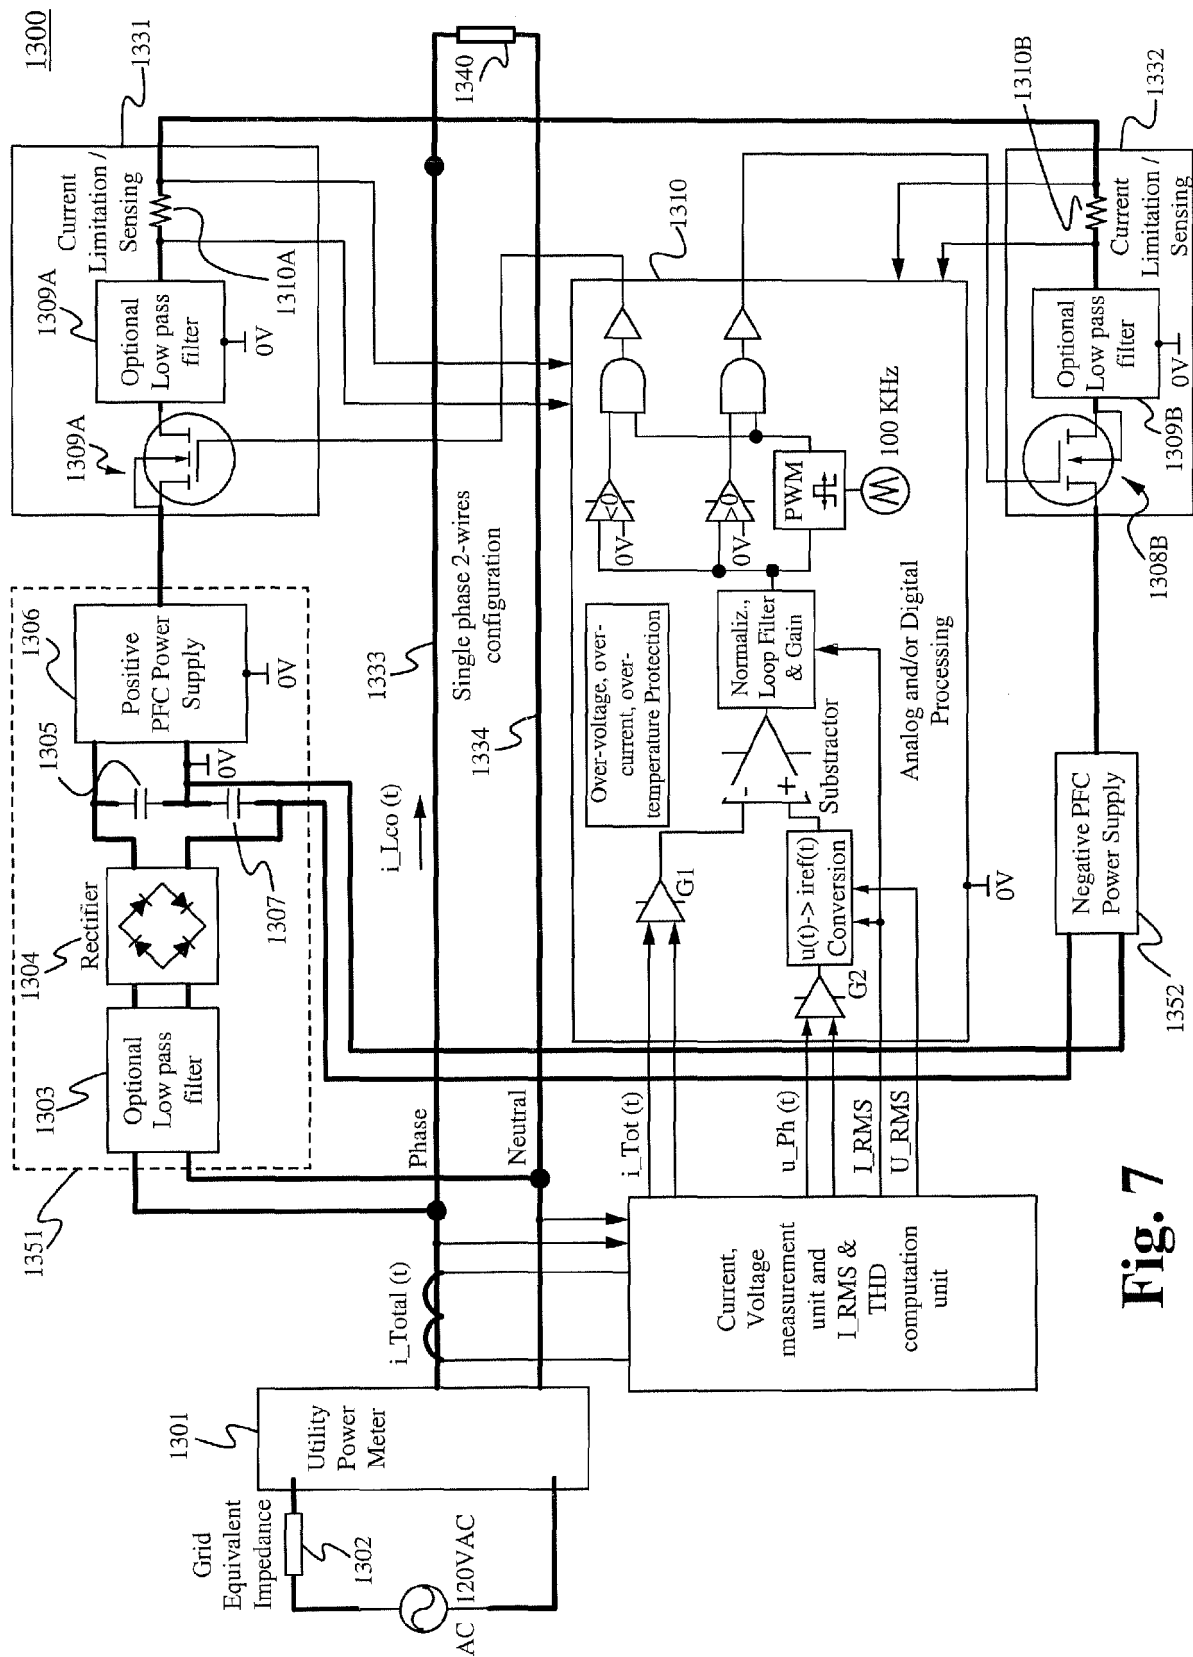 1300
1351
1303
Optional
Low pass
filter
1304
Rectifier
1305
1307
1306
Positive
PFC Power
Supply
0V
0V
1309A
1309A
Optional
Low pass
filter
0V
Current
Limitation /
Sensing
1310A
1331
Grid
Equivalent
Impedance
1302
AC 120VAC
1301
Utility
Power
Meter
i_Total (t)
Phase
Neutral
i_Lco (t)
1333
1334
Single phase 2-wires
configuration
1340
Current,
Voltage
measurement
unit and
I_RMS &
THD
computation
unit
i_Tot (t)
u_Ph (t)
I_RMS
U_RMS
G1
G2
u(t)-> iref(t)
Conversion
-
+
Substractor
Over-voltage, over-
current, over-
temperature Protection
Normaliz.,
Loop Filter
& Gain
<0
0V
>0
0V
PWM
100 KHz
1310
Analog and/or Digital
Processing
0V
1352
Negative PFC
Power Supply
1308B
1309B
Optional
Low pass
filter
0V
Current
Limitation /
Sensing
1310B
1332
Fig. 7